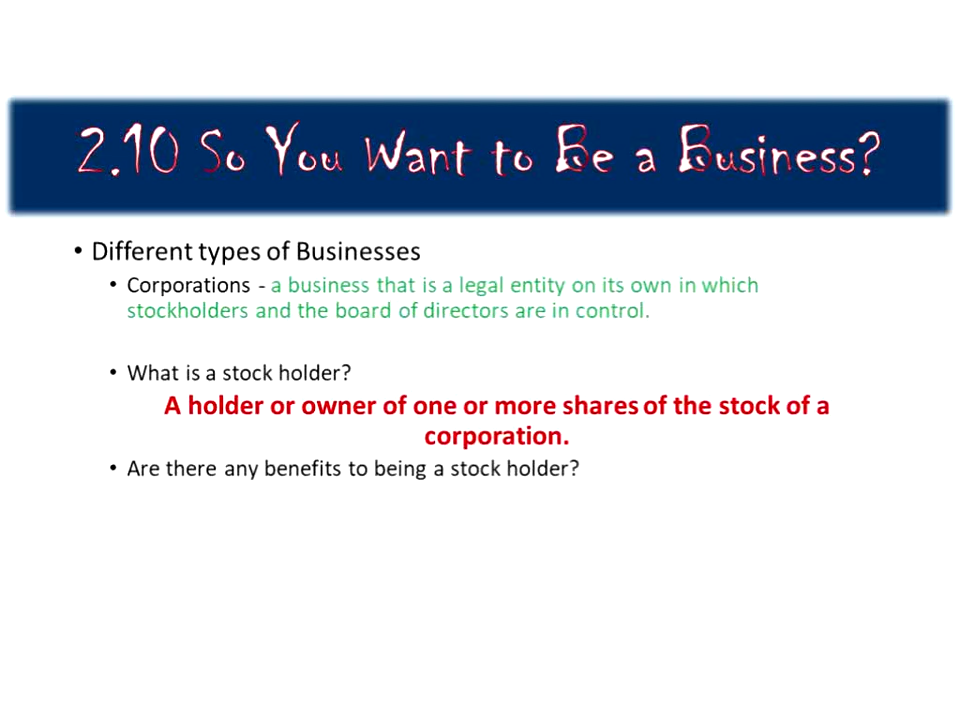 2.10 So You Want to Be a Business?
• Different types of Businesses
• Corporations - a business that is a legal entity on its own in which
stockholders and the board of directors are in control.
• What is a stock holder?
A holder or owner of one or more shares of the stock of a
corporation.
• Are there any benefits to being a stock holder?